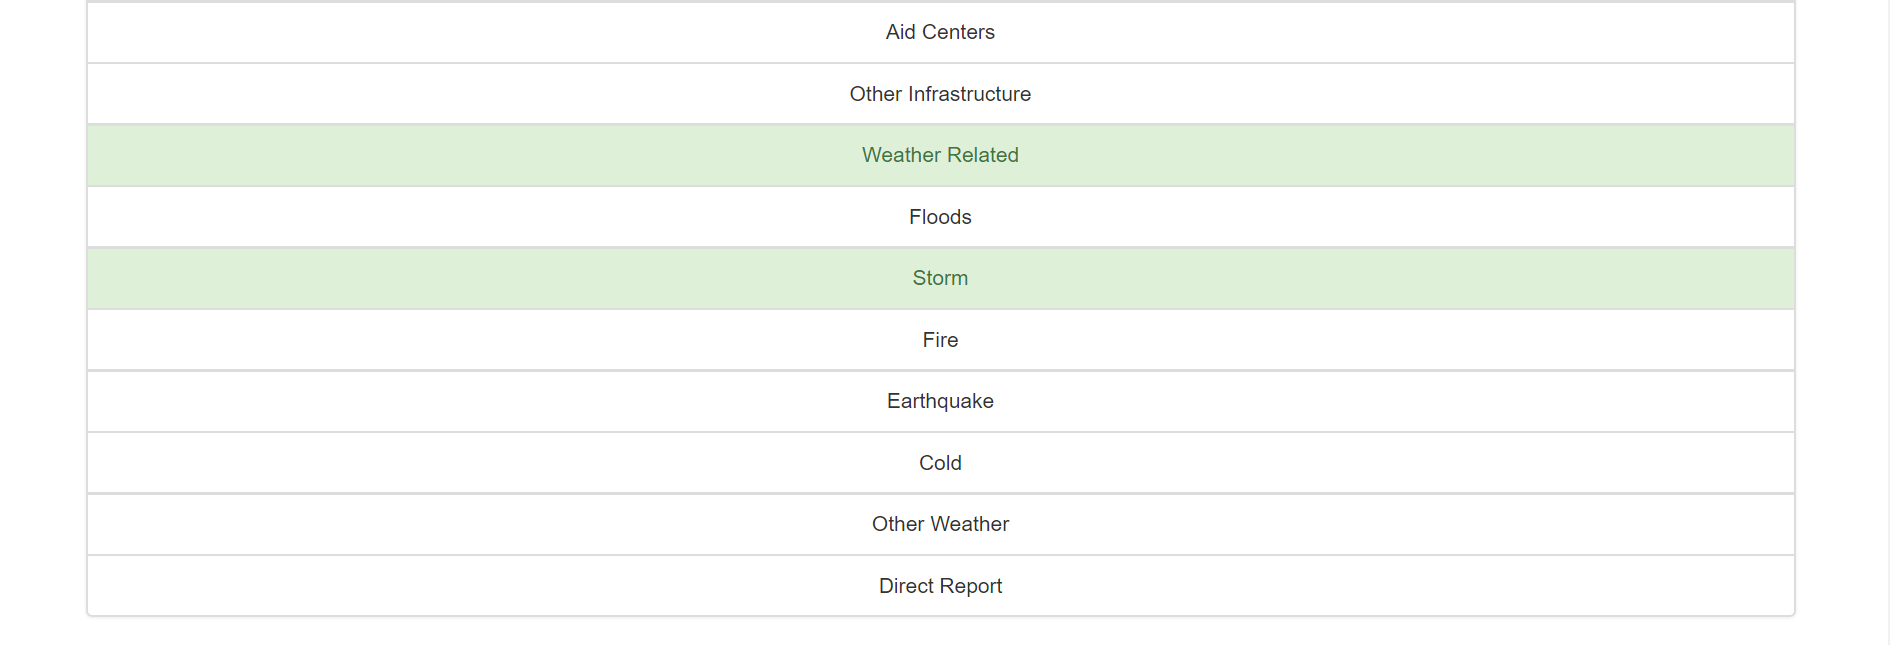 Aid Centers
Other Infrastructure
Weather Related
Floods
Storm
Fire
Earthquake
Cold
Other Weather
Direct Report